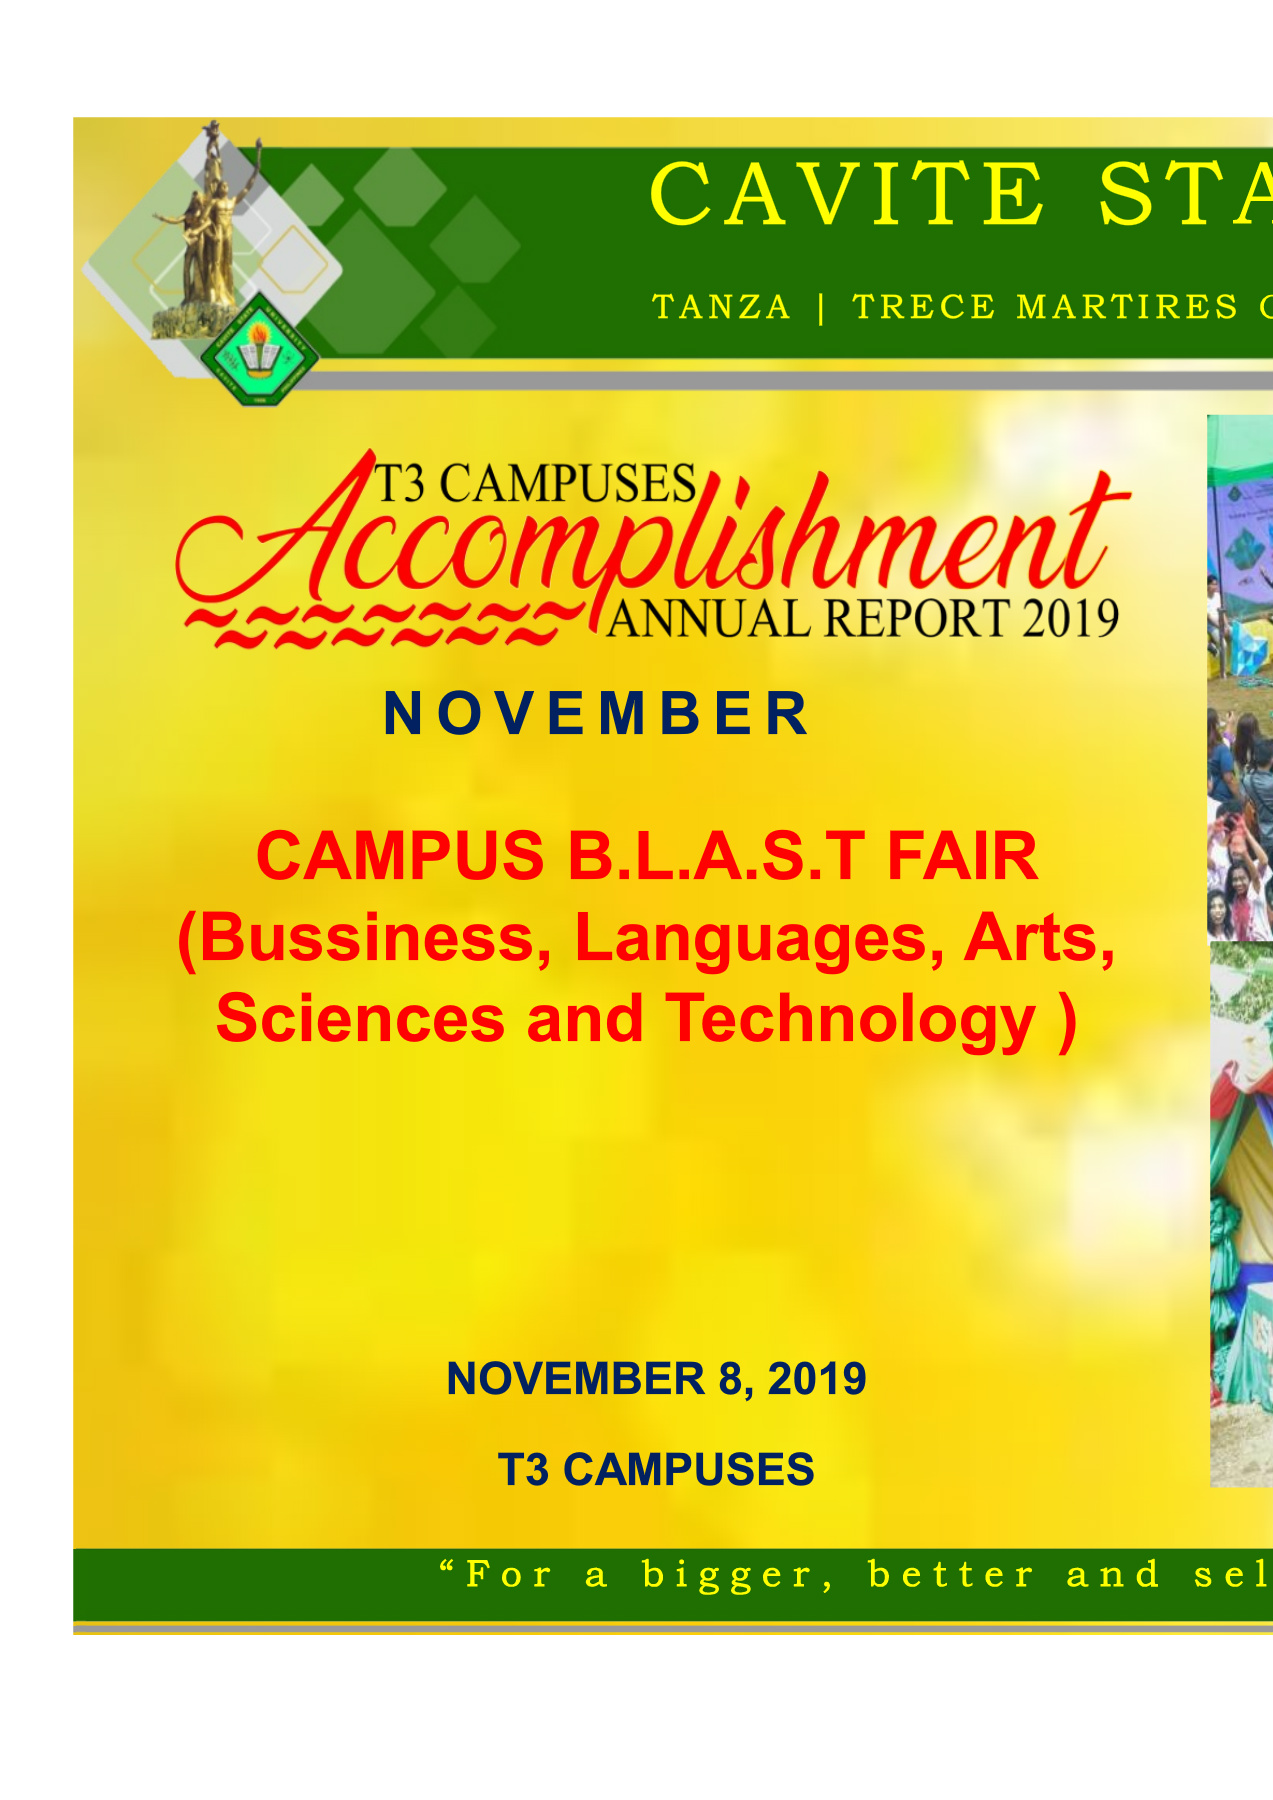 CAVITE STA
TANZA | TRECE MARTIRES C
T3 CAMPUSES
Accomplishment
ANNUAL REPORT 2019
NOVEMBER
CAMPUS B.L.A.S.T FAIR
(Bussiness, Languages, Arts,
Sciences and Technology )
NOVEMBER 8, 2019
T3 CAMPUSES
“For a bigger, better and sel